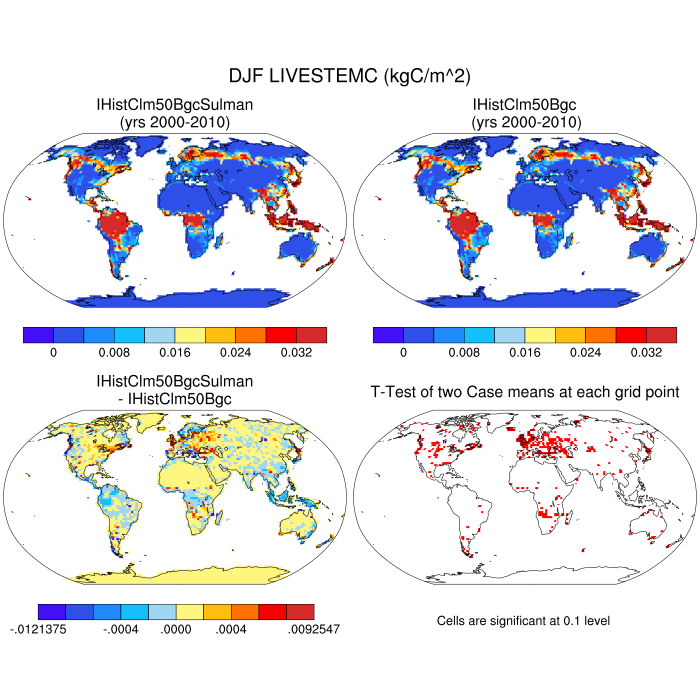 DJF LIVESTEMC (kgC/m^2)
IHistClm50BgcSulman
(yrs 2000-2010)
IHistClm50Bgc
(yrs 2000-2010)
0 0.008 0.016 0.024 0.032
0 0.008 0.016 0.024 0.032
IHistClm50BgcSulman
- IHistClm50Bgc
T-Test of two Case means at each grid point
-.0121375 -.0004 .0000 .0004 .0092547
Cells are significant at 0.1 level